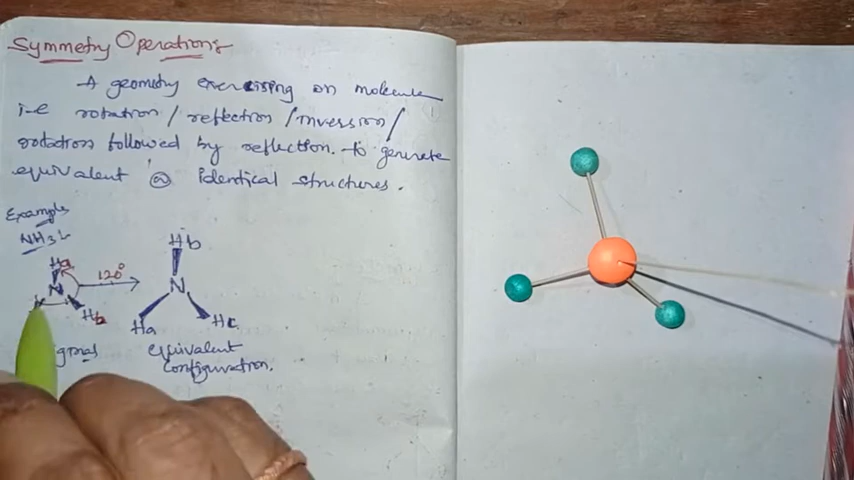 Symmetry Operations
A geometry exercising on molecule
i-e rotation / reflection / inversion /
rotation followed by reflection. to generate
equivalent or identical structures.
Example
NH3
Ha
120°
N
Hb
Hb
N
Ha Hc
equivalent
configuration.